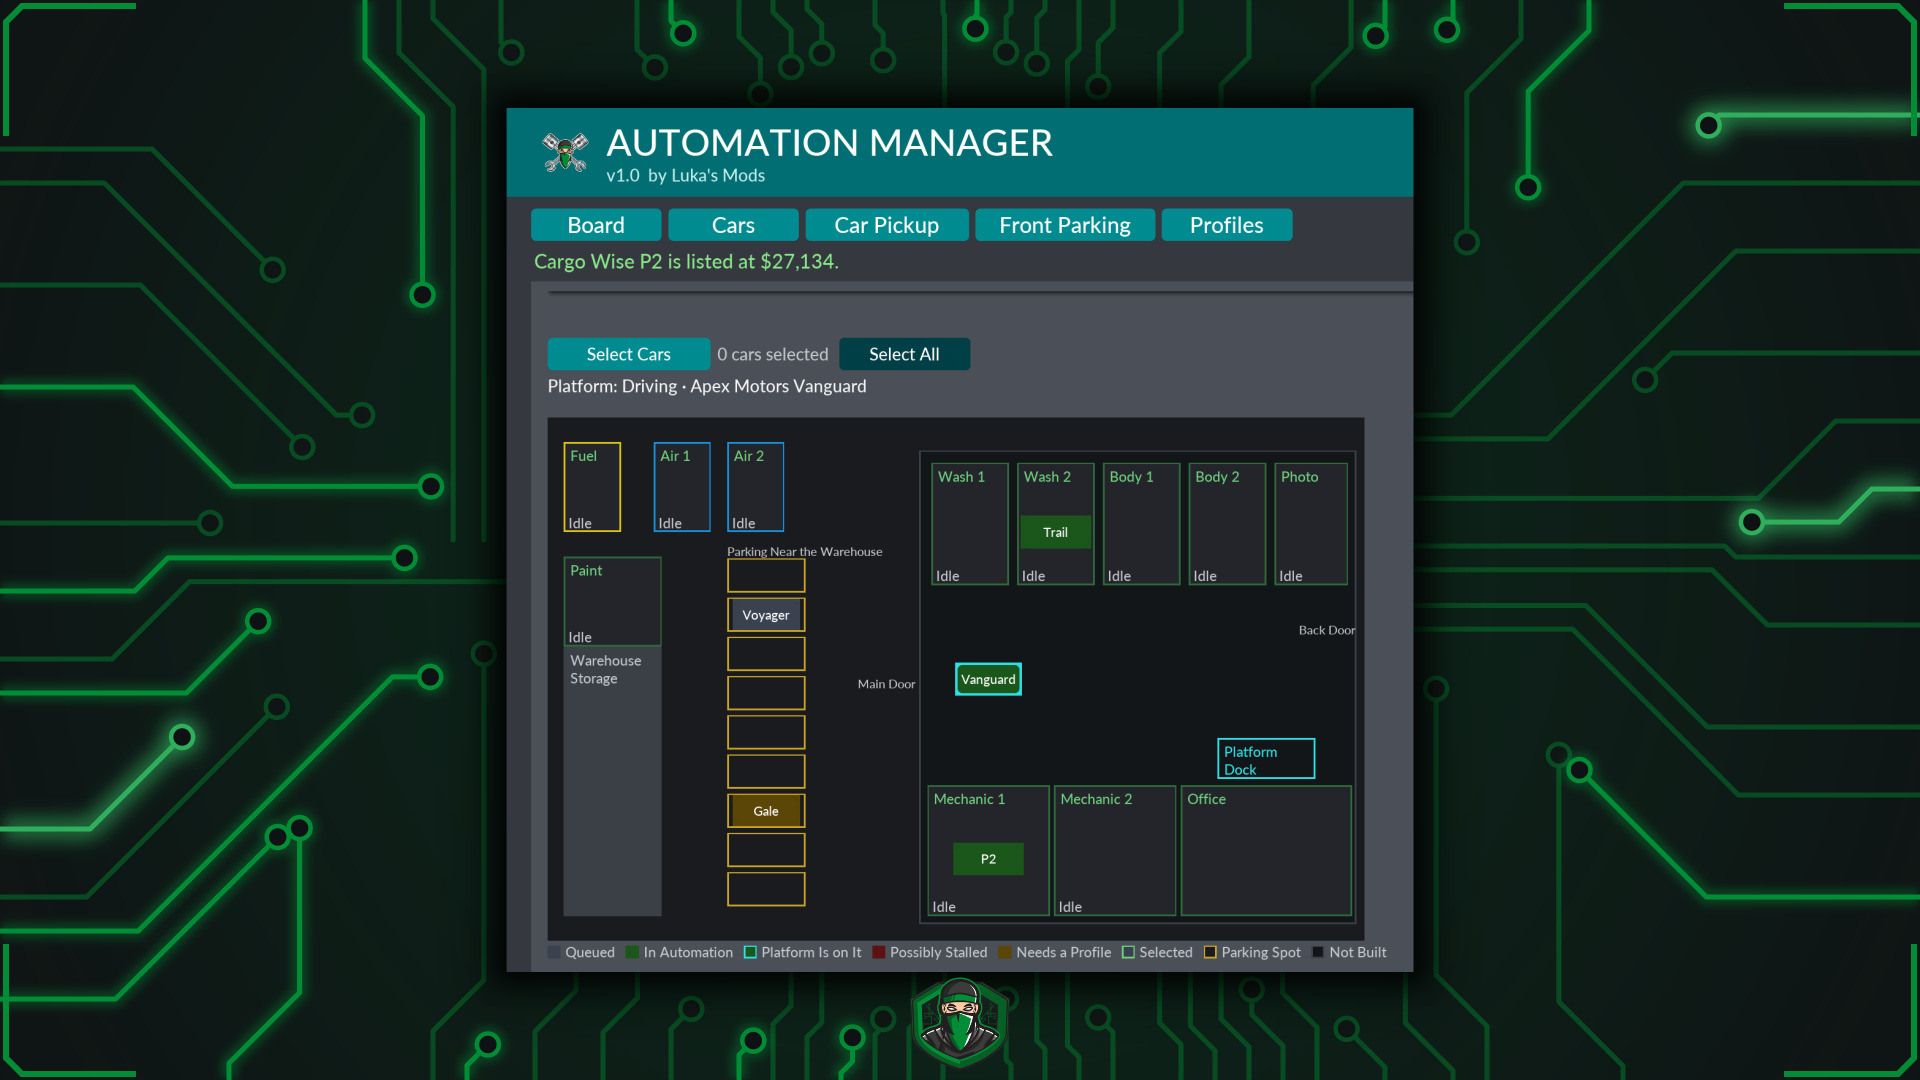 AUTOMATION MANAGER
v1.0 by Luka's Mods
Board Cars Car Pickup Front Parking Profiles
Cargo Wise P2 is listed at $27,134.
Select Cars 0 cars selected Select All
Platform: Driving · Apex Motors Vanguard
Fuel Air 1 Air 2
Idle Idle Idle
Wash 1 Wash 2 Body 1 Body 2 Photo
Trail
Idle Idle Idle Idle Idle
Parking Near the Warehouse
Paint
Idle
Voyager
Warehouse
Storage
Back Door
Main Door
Vanguard
Platform
Dock
Gale
Mechanic 1 Mechanic 2 Office
P2
Idle Idle
Queued In Automation Platform Is on It Possibly Stalled Needs a Profile Selected Parking Spot Not Built